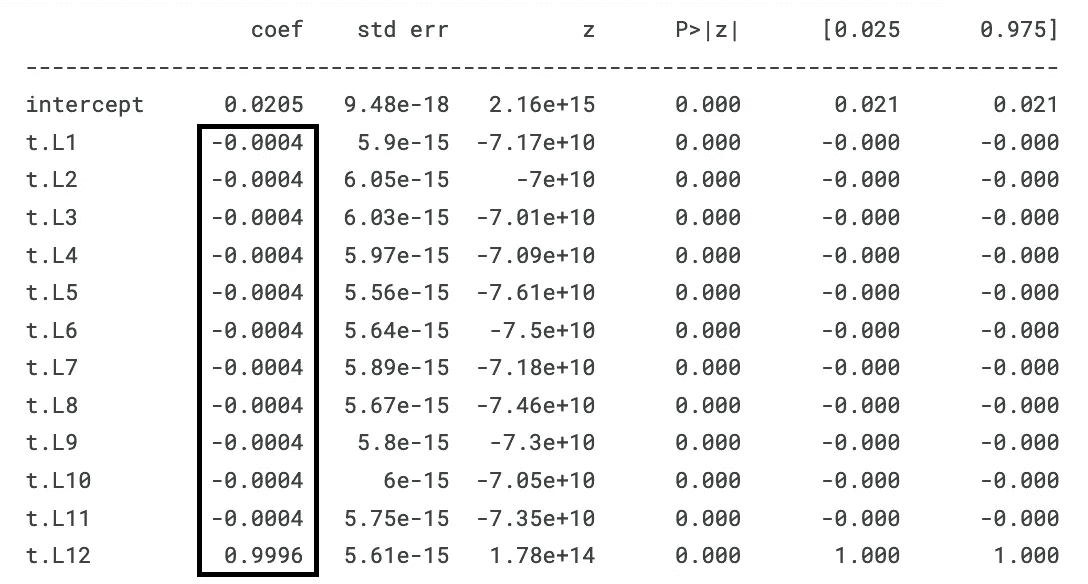 coef std err z P>|z| [0.025 0.975]
--------------------------------------------------------------------------------
intercept 0.0205 9.48e-18 2.16e+15 0.000 0.021 0.021
t.L1 -0.0004 5.9e-15 -7.17e+10 0.000 -0.000 -0.000
t.L2 -0.0004 6.05e-15 -7e+10 0.000 -0.000 -0.000
t.L3 -0.0004 6.03e-15 -7.01e+10 0.000 -0.000 -0.000
t.L4 -0.0004 5.97e-15 -7.09e+10 0.000 -0.000 -0.000
t.L5 -0.0004 5.56e-15 -7.61e+10 0.000 -0.000 -0.000
t.L6 -0.0004 5.64e-15 -7.5e+10 0.000 -0.000 -0.000
t.L7 -0.0004 5.89e-15 -7.18e+10 0.000 -0.000 -0.000
t.L8 -0.0004 5.67e-15 -7.46e+10 0.000 -0.000 -0.000
t.L9 -0.0004 5.8e-15 -7.3e+10 0.000 -0.000 -0.000
t.L10 -0.0004 6e-15 -7.05e+10 0.000 -0.000 -0.000
t.L11 -0.0004 5.75e-15 -7.35e+10 0.000 -0.000 -0.000
t.L12 0.9996 5.61e-15 1.78e+14 0.000 1.000 1.000